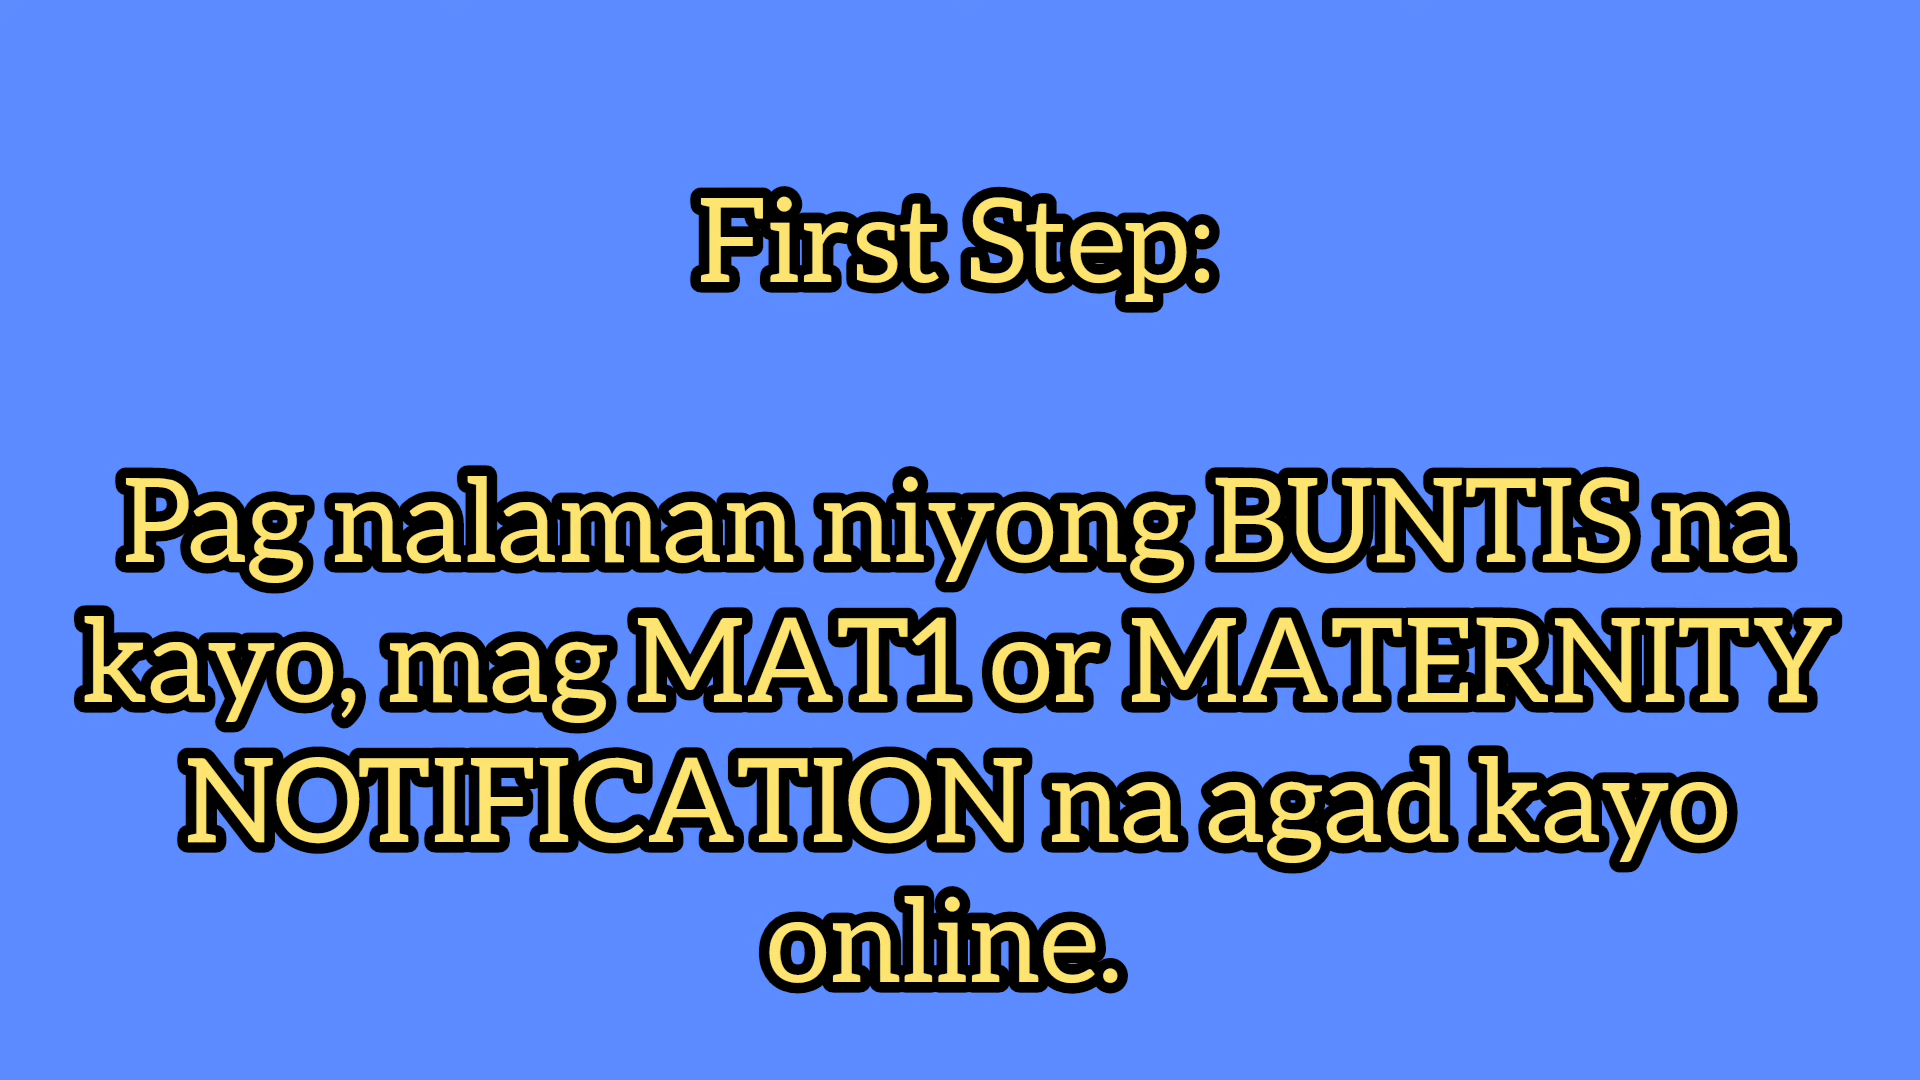 First Step:
Pag nalaman niyong BUNTIS na
kayo, mag MAT1 or MATERNITY
NOTIFICATION na agad kayo
online.